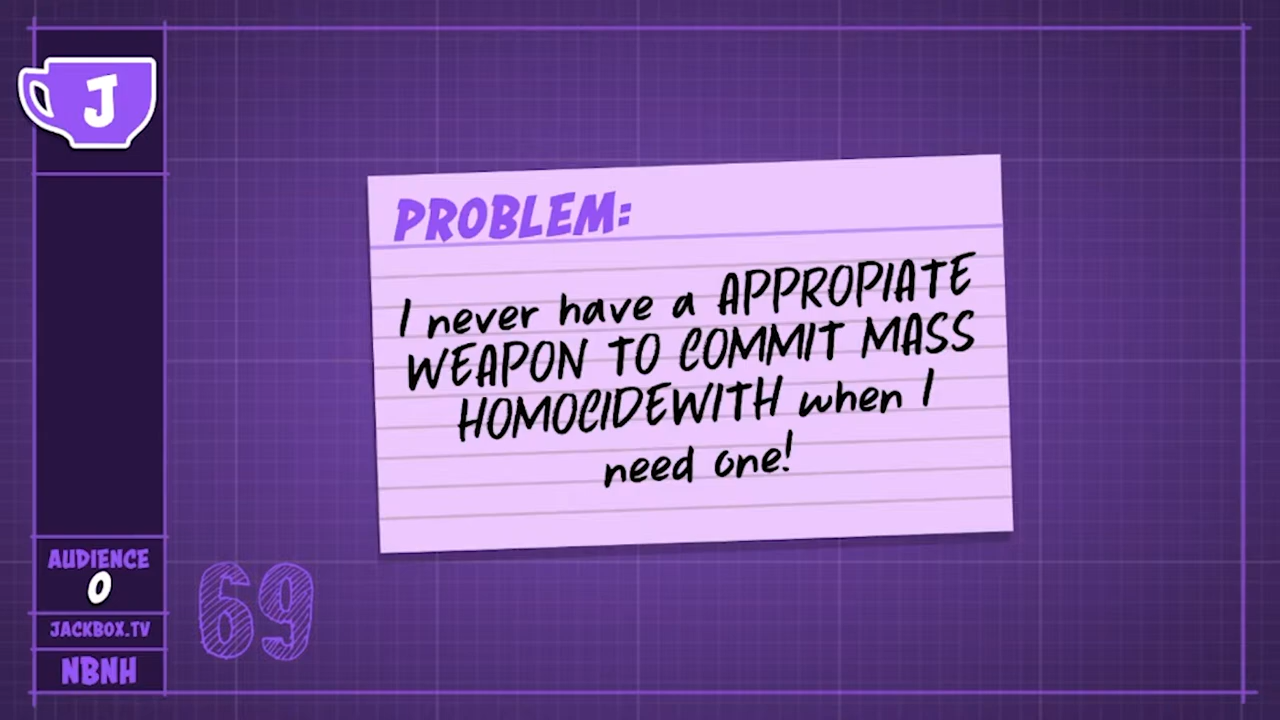 J
PROBLEM:
I never have a APPROPIATE
WEAPON TO COMMIT MASS
HOMOCIDEWITH when I
need one!
AUDIENCE
0
JACKBOX.TV
NBNH
69